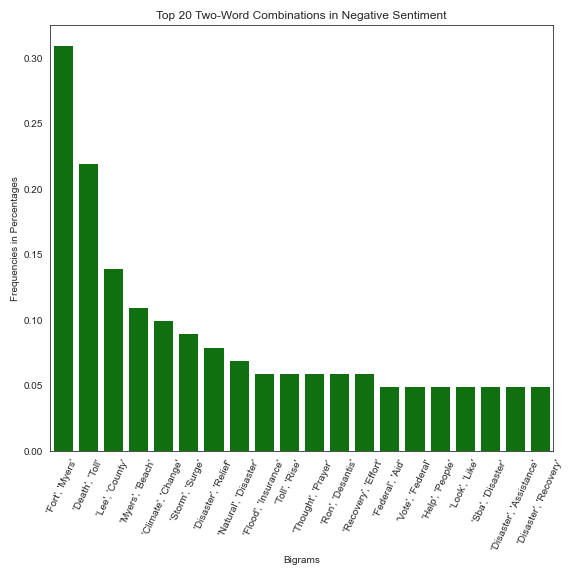 Top 20 Two-Word Combinations in Negative Sentiment
Frequencies in Percentages
0.30
0.25
0.20
0.15
0.10
0.05
0.00
'Fort', 'Myers'
'Death', 'Toll'
'Lee', 'County'
'Myers', 'Beach'
'Climate', 'Change'
'Storm', 'Surge'
'Disaster', 'Relief'
'Natural', 'Disaster'
'Flood', 'Insurance'
'Toll', 'Rise'
'Thought', 'Prayer'
'Ron', 'Desantis'
'Recovery', 'Effort'
'Federal', 'Aid'
'Vote', 'Federal'
'Help', 'People'
'Look', 'Like'
'Sba', 'Disaster'
'Disaster', 'Assistance'
'Disaster', 'Recovery'
Bigrams